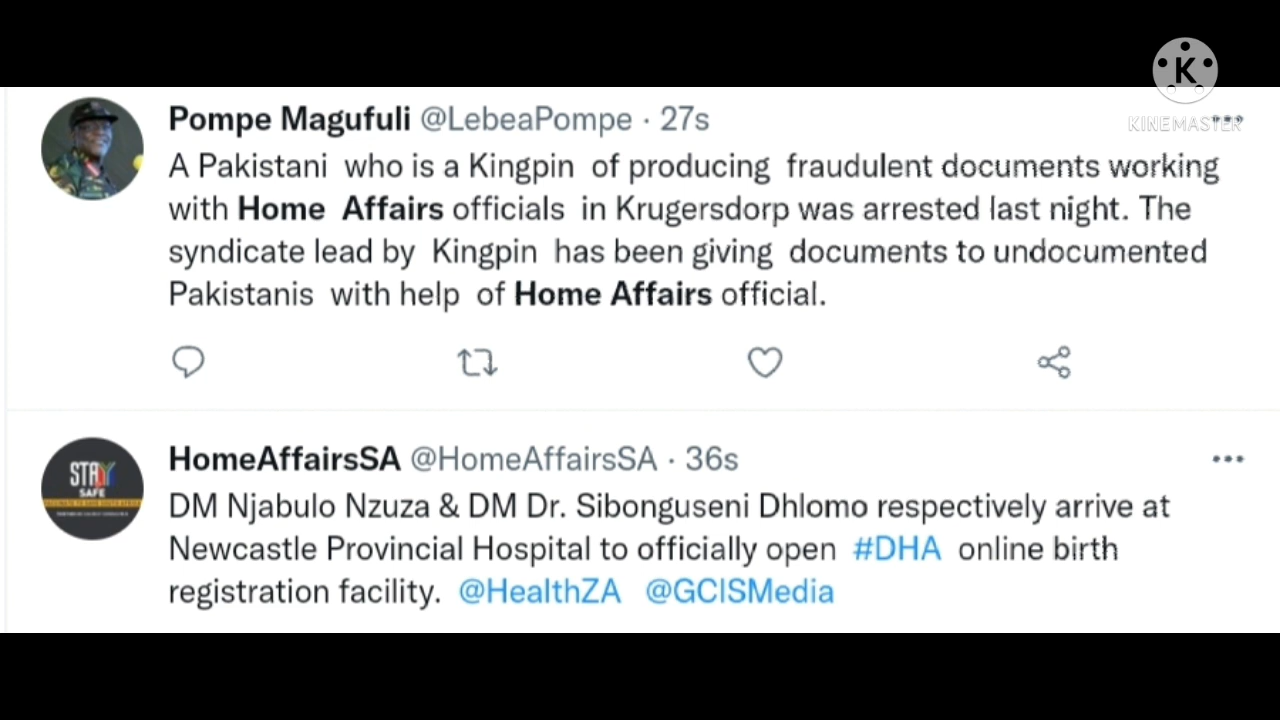 K
KINEMASTER
Pompe Magufuli @LebeaPompe · 27s
A Pakistani who is a Kingpin of producing fraudulent documents working
with Home Affairs officials in Krugersdorp was arrested last night. The
syndicate lead by Kingpin has been giving documents to undocumented
Pakistanis with help of Home Affairs official.
STAY
SAFE
HomeAffairsSA @HomeAffairsSA · 36s
DM Njabulo Nzuza & DM Dr. Sibonguseni Dhlomo respectively arrive at
Newcastle Provincial Hospital to officially open #DHA online birth
registration facility. @HealthZA @GCISMedia